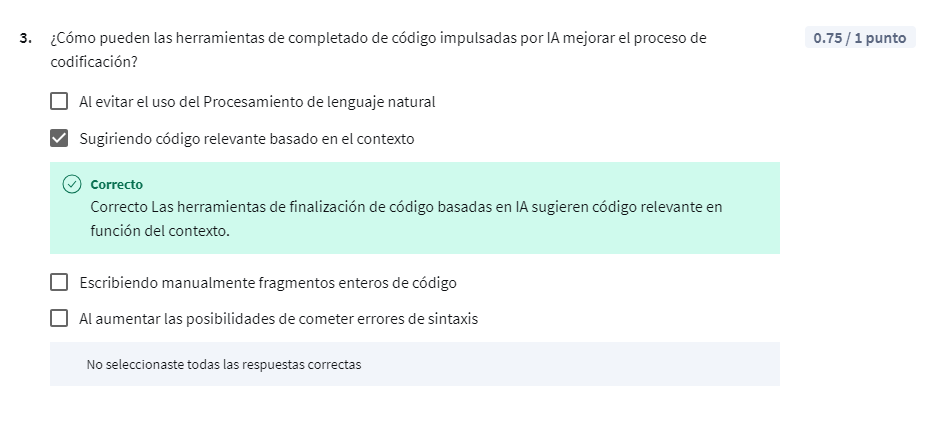 3. ¿Cómo pueden las herramientas de completado de código impulsadas por IA mejorar el proceso de
codificación?
0.75 / 1 punto
Al evitar el uso del Procesamiento de lenguaje natural
Sugiriendo código relevante basado en el contexto
Correcto
Correcto Las herramientas de finalización de código basadas en IA sugieren código relevante en
función del contexto.
Escribiendo manualmente fragmentos enteros de código
Al aumentar las posibilidades de cometer errores de sintaxis
No seleccionaste todas las respuestas correctas